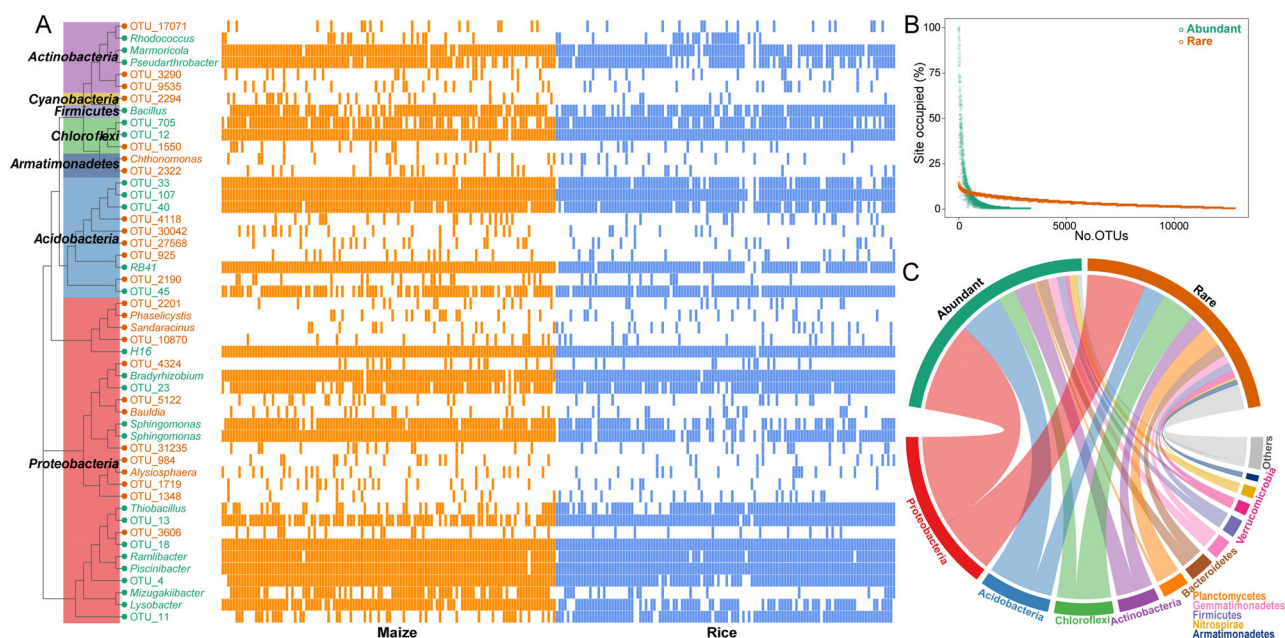 A
OTU_17071
Rhodococcus
Marmoricola
Actinobacteria
Pseudarthrobacter
OTU_3290
OTU_9535
Cyanobacteria
OTU_2294
Firmicutes
Bacillus
OTU_705
Chloroflexi
OTU_12
OTU_1550
Armatimonadetes
Chthonomonas
OTU_2322
OTU_33
OTU_107
OTU_40
OTU_4118
Acidobacteria
OTU_30042
OTU_27568
OTU_925
RB41
OTU_2190
OTU_45
OTU_2201
Phaselicystis
Sandaracinus
OTU_10870
H16
OTU_4324
Bradyrhizobium
OTU_23
OTU_5122
Bauldia
Sphingomonas
Sphingomonas
OTU_31235
Proteobacteria
OTU_984
Alysiosphaera
OTU_1719
OTU_1348
Thiobacillus
OTU_13
OTU_3606
OTU_18
Ramlibacter
Piscinibacter
OTU_4
Mizugakiibacter
Lysobacter
OTU_11
Maize
Rice
B
Abundant
Rare
100
75
50
25
0
Site occupied (%)
0
5000
10000
No.OTUs
C
Abundant
Rare
Proteobacteria
Acidobacteria
Chloroflexi
Actinobacteria
Bacteroidetes
Verrucomicrobia
Others
Planctomycetes
Gemmatimonadetes
Firmicutes
Nitrospirae
Armatimonadetes